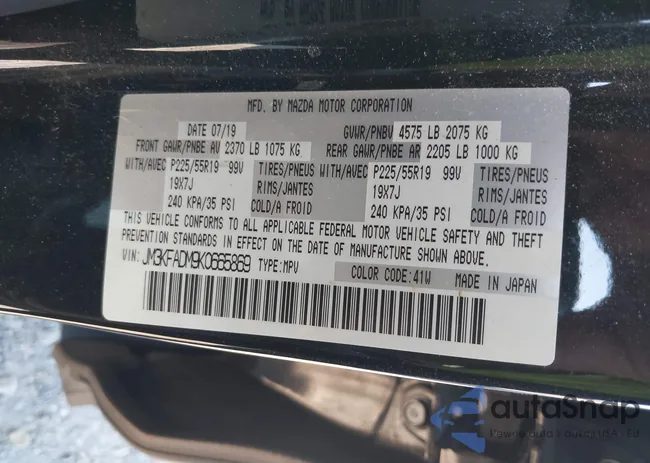 MFD. BY MAZDA MOTOR CORPORATION
DATE 07/19 GVWR/PNBV 4575 LB 2075 KG
FRONT GAWR/PNBE AV 2370 LB 1075 KG REAR GAWR/PNBE AR 2205 LB 1000 KG
WITH/AVEC P225/55R19 99V TIRES/PNEUS WITH/AVEC P225/55R19 99V TIRES/PNEUS
19X7J RIMS/JANTES 19X7J RIMS/JANTES
240 KPA/35 PSI COLD/A FROID 240 KPA/35 PSI COLD/A FROID
THIS VEHICLE CONFORMS TO ALL APPLICABLE FEDERAL MOTOR VEHICLE SAFETY AND THEFT
PREVENTION STANDARDS IN EFFECT ON THE DATE OF MANUFACTURE SHOWN ABOVE.
VIN: JM3KFADM9K0665869 TYPE:MPV COLOR CODE:41W MADE IN JAPAN
autoSnap
Pewne auta z aukcji USA - EU